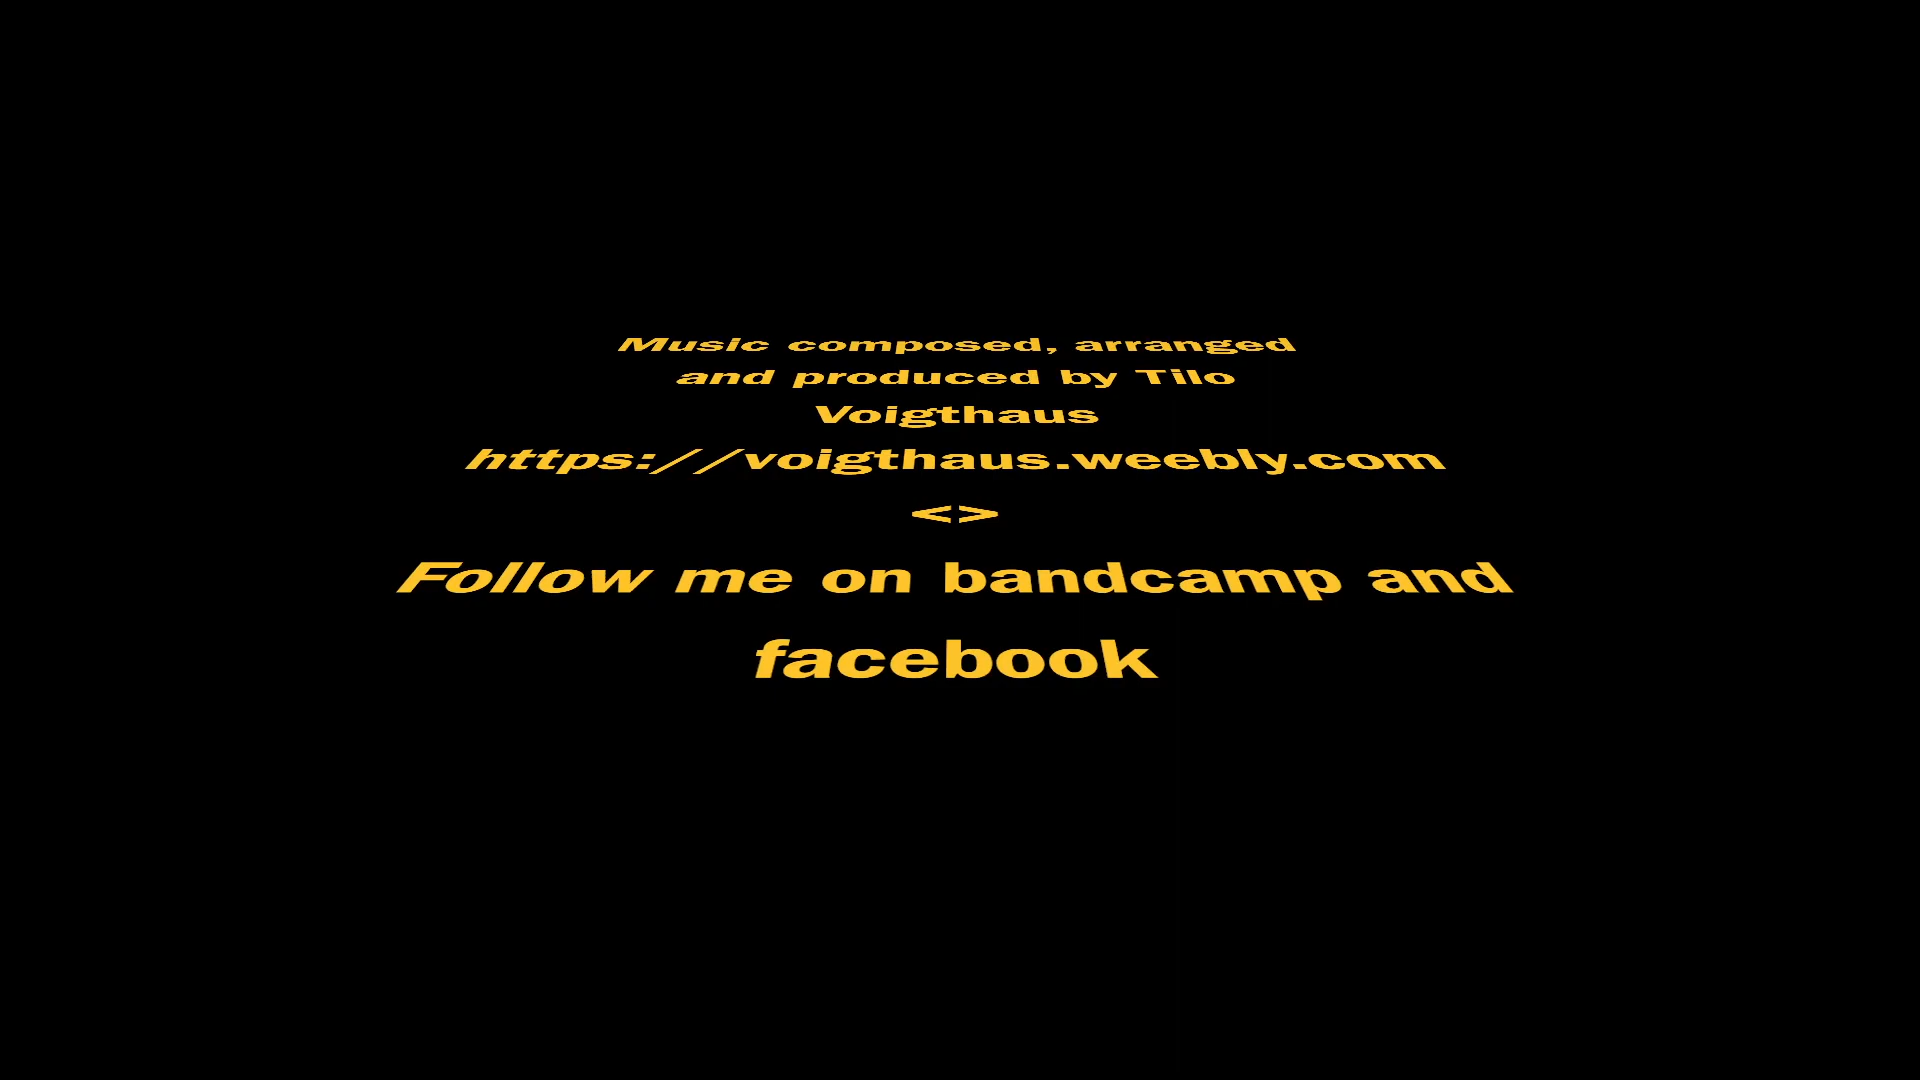 Music composed, arranged
and produced by Tilo
Voigthaus
https://voigthaus.weebly.com
<>
Follow me on bandcamp and
facebook